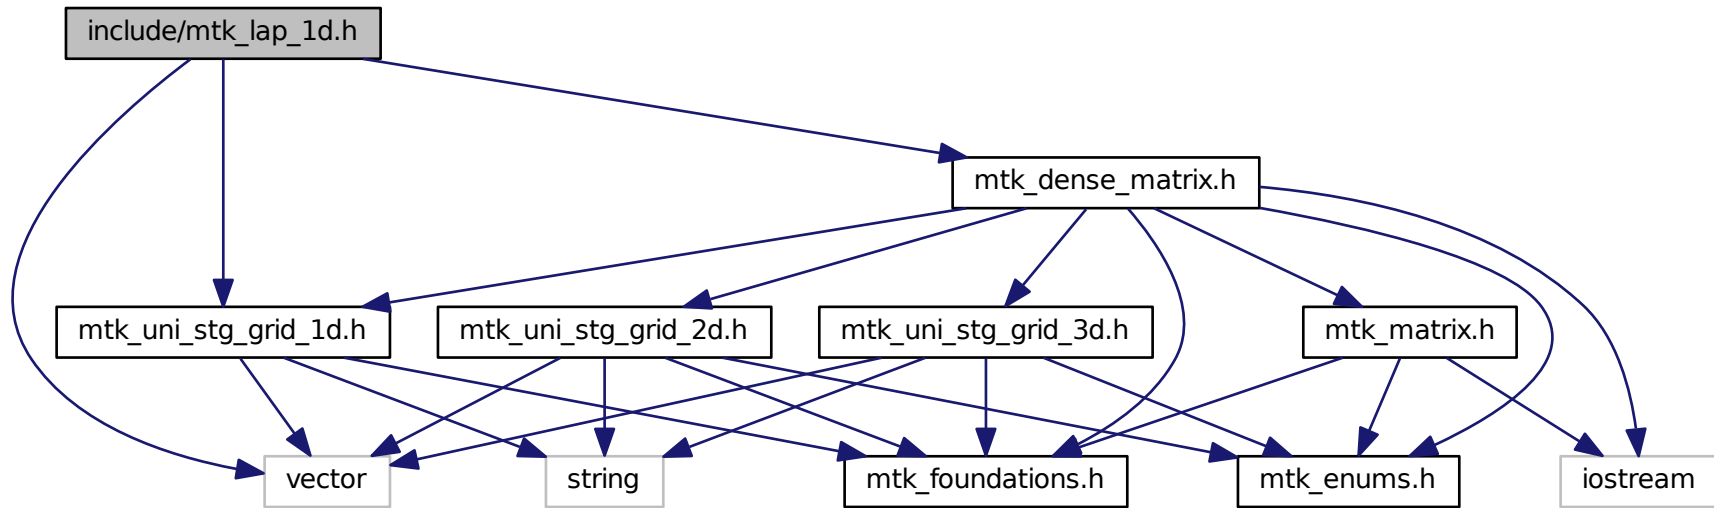 include/mtk_lap_1d.h
mtk_dense_matrix.h
mtk_uni_stg_grid_1d.h
mtk_uni_stg_grid_2d.h
mtk_uni_stg_grid_3d.h
mtk_matrix.h
vector
string
mtk_foundations.h
mtk_enums.h
iostream